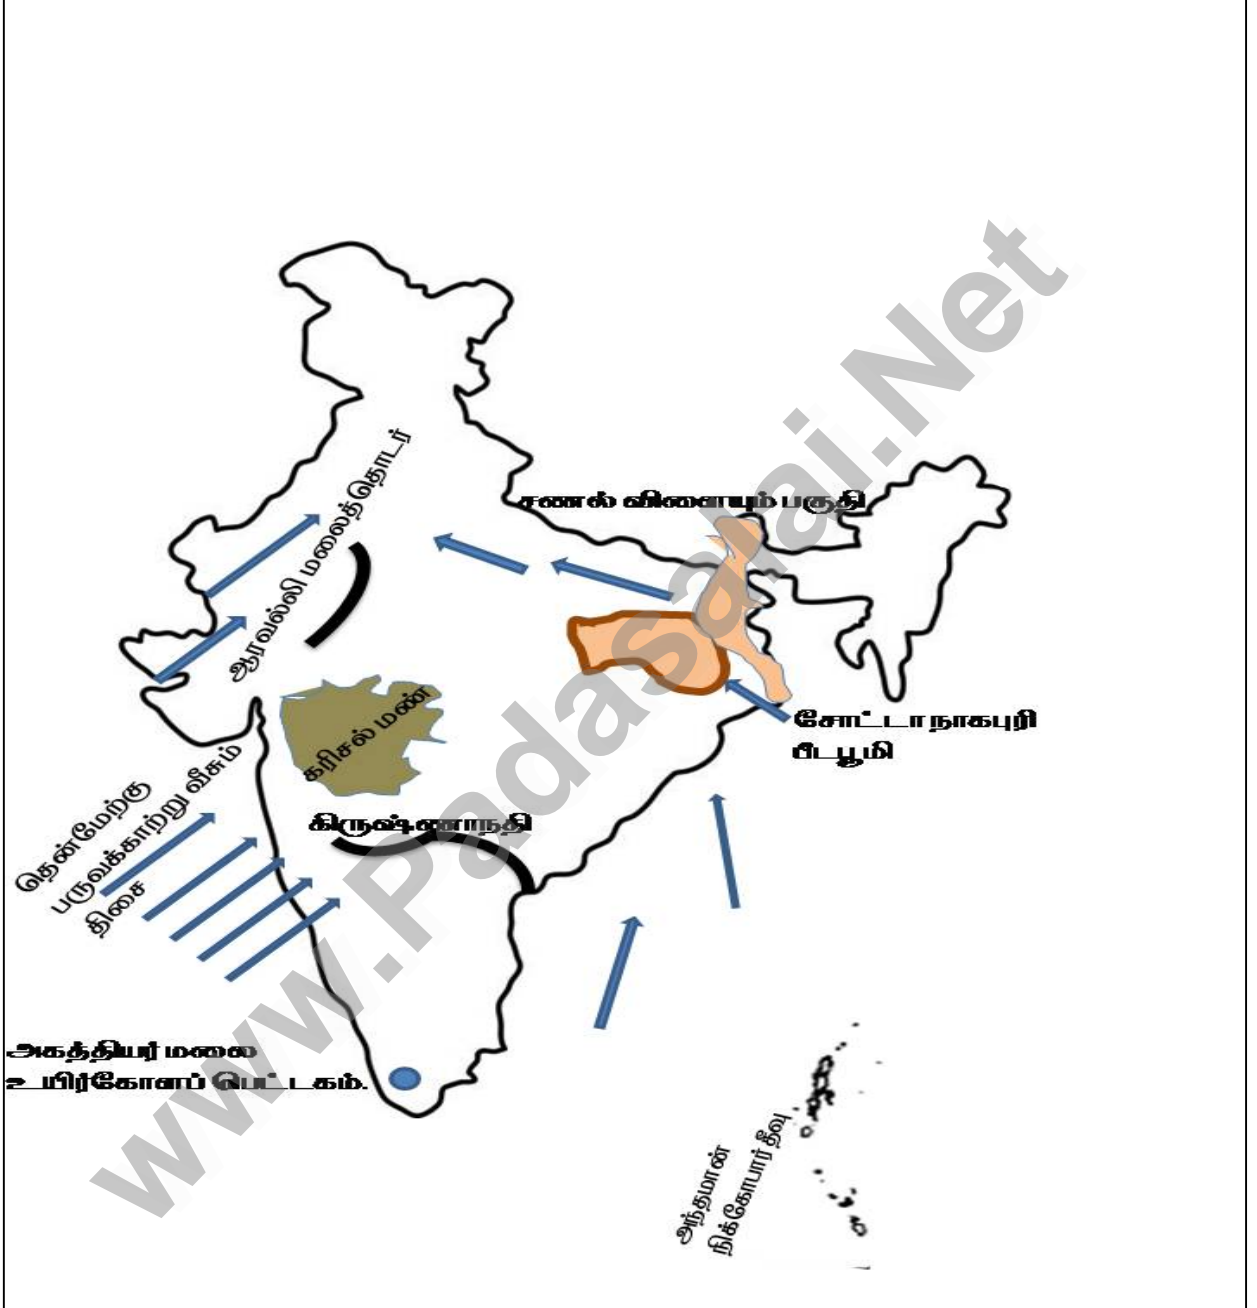 ஆரவல்லி மலைத்தொடர்
சணல் விளையும் பகுதி
கரிசல் மண்
சோட்டா நாகபுரி
பீடபூமி
தென்மேற்கு
பருவக்காற்று வீசும்
திசை
கிருஷ்ணாநதி
அகத்தியர் மலை
உயிர்கோளப் பெட்டகம்.
அந்தமான்
நிக்கோபார் தீவு
www.Padasalai.Net